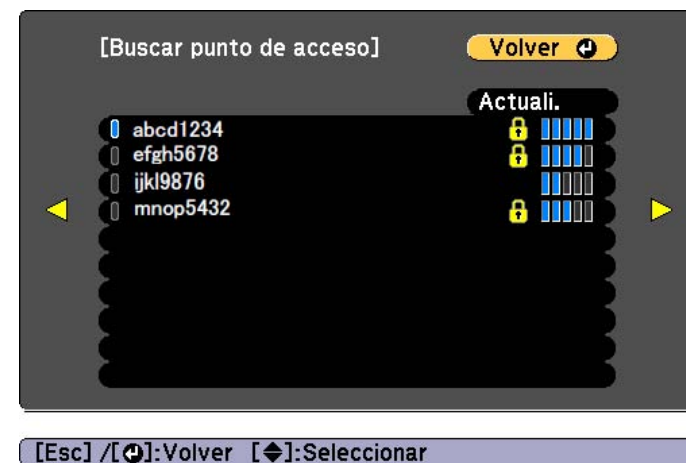 [Buscar punto de acceso] Volver
Actuali.
abcd1234
efgh5678
ijkl9876
mnop5432
[Esc] /[⏎]:Volver [◆]:Seleccionar